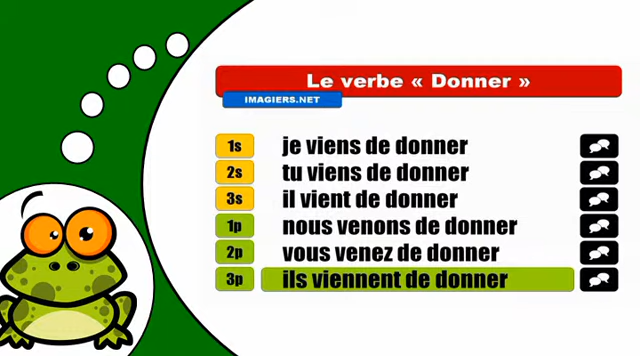 Le verbe « Donner »
IMAGIERS.NET
1s je viens de donner
2s tu viens de donner
3s il vient de donner
1p nous venons de donner
2p vous venez de donner
3p ils viennent de donner